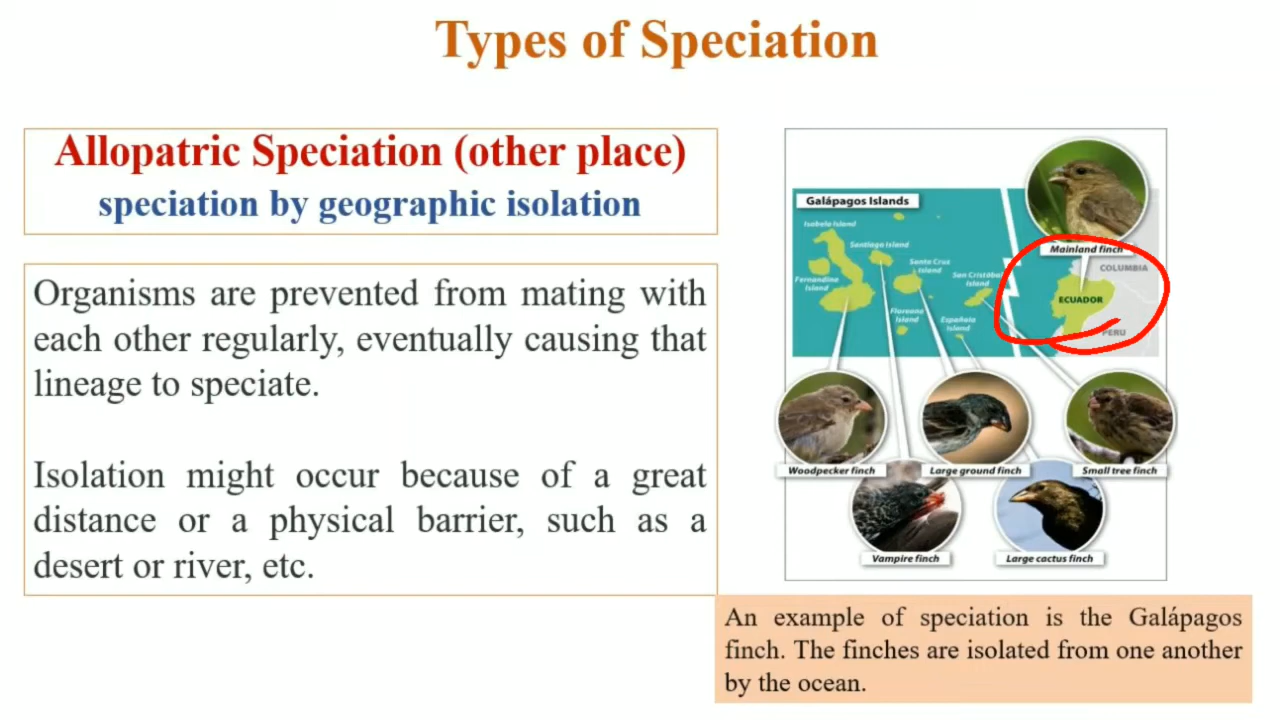 Types of Speciation
Allopatric Speciation (other place)
speciation by geographic isolation
Organisms are prevented from mating with
each other regularly, eventually causing that
lineage to speciate.
Isolation might occur because of a great
distance or a physical barrier, such as a
desert or river, etc.
Galápagos Islands
Isabela Island
Santiago Island
Santa Cruz
Island
San Cristóbal
Island
Fernandina
Island
Floreana
Island
Española
Island
Mainland finch
COLUMBIA
ECUADOR
PERU
Woodpecker finch
Large ground finch
Small tree finch
Vampire finch
Large cactus finch
An example of speciation is the Galápagos
finch. The finches are isolated from one another
by the ocean.